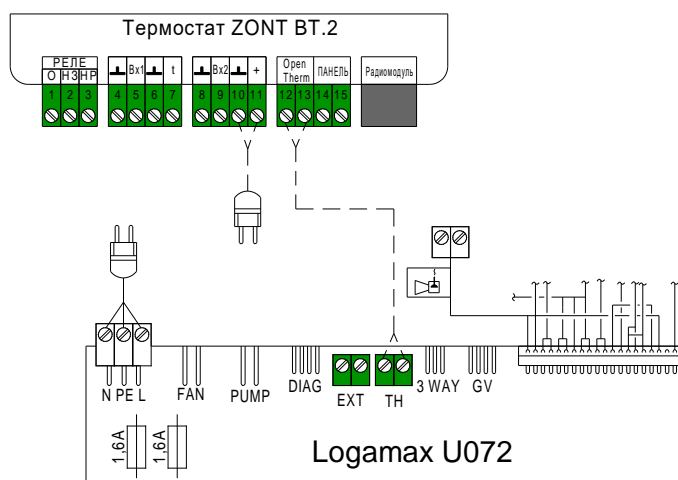 Термостат ZONT BT.2
РЕЛЕ
О НЗ НР
Вх1 t
Вх2 +
Open Therm
ПАНЕЛЬ
Радиомодуль
1 2 3 4 5 6 7 8 9 10 11 12 13 14 15
N PE L
FAN
PUMP
DIAG
EXT
TH
3 WAY
GV
1,6A
1,6A
Logamax U072